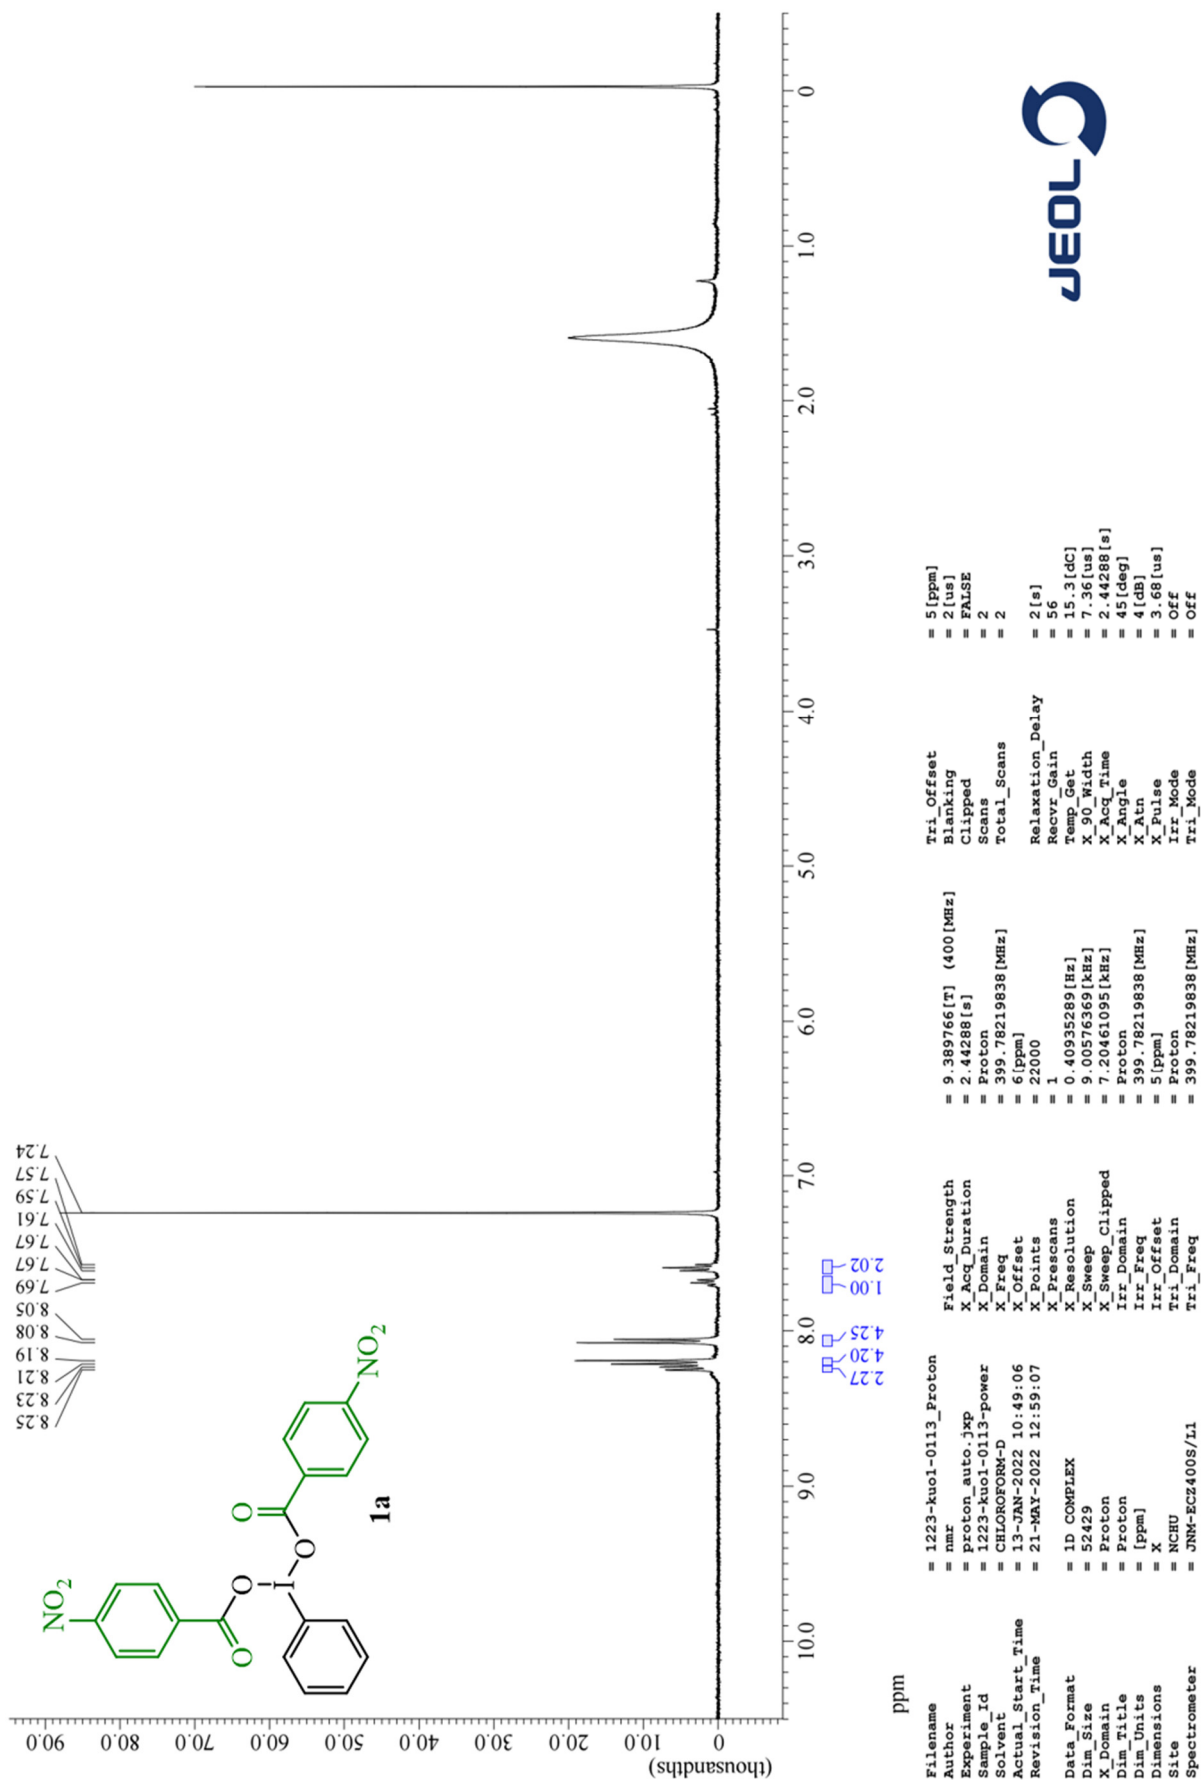 8.25
8.23
8.21
8.19
8.08
8.05
7.69
7.67
7.67
7.61
7.59
7.57
7.24
NO2
O
O
I
O
O
NO2
1a
(thousandths)
0 10.0 20.0 30.0 40.0 50.0 60.0 70.0 80.0 90.0
2.27
4.20
4.25
1.00
2.02
10.0 9.0 8.0 7.0 6.0 5.0 4.0 3.0 2.0 1.0 0
ppm
Filename = 1223-kuo1-0113_Proton
Author = nmr
Experiment = proton_auto.jxp
Sample_Id = 1223-kuo1-0113-power
Solvent = CHLOROFORM-D
Actual_Start_Time = 13-JAN-2022 10:49:06
Revision_Time = 21-MAY-2022 12:59:07
Data_Format = 1D COMPLEX
Dim_Size = 52429
X_Domain = Proton
Dim_Title = Proton
Dim_Units = [ppm]
Dimensions = X
Site = NCHU
Spectrometer = JNM-ECZ400S/L1
Field_Strength = 9.389766[T] (400[MHz]
X_Acq_Duration = 2.44288[s]
X_Domain = Proton
X_Freq = 399.78219838[MHz]
X_Offset = 6[ppm]
X_Points = 22000
X_Prescans = 1
X_Resolution = 0.40935289[Hz]
X_Sweep = 9.00576369[kHz]
X_Sweep_Clipped = 7.20461095[kHz]
Irr_Domain = Proton
Irr_Freq = 399.78219838[MHz]
Irr_Offset = 5[ppm]
Tri_Domain = Proton
Tri_Freq = 399.78219838[MHz]
Tri_Offset = 5[ppm]
Blanking = 2[us]
Clipped = FALSE
Scans = 2
Total_Scans = 2
Relaxation_Delay = 2[s]
Recvr_Gain = 56
Temp_Get = 15.3[dC]
X_90_Width = 7.36[us]
X_Acq_Time = 2.44288[s]
X_Angle = 45[deg]
X_Atn = 4[dB]
X_Pulse = 3.68[us]
Irr_Mode = Off
Tri_Mode = Off
JEOL